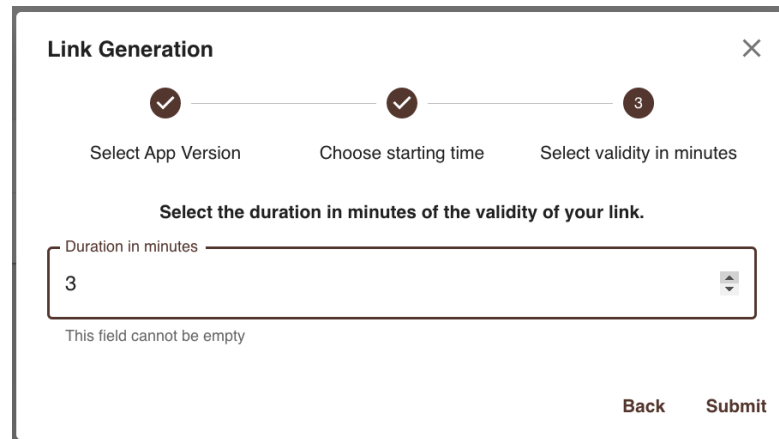 Link Generation
3
Select App Version
Choose starting time
Select validity in minutes
Select the duration in minutes of the validity of your link.
Duration in minutes
3
This field cannot be empty
Back
Submit